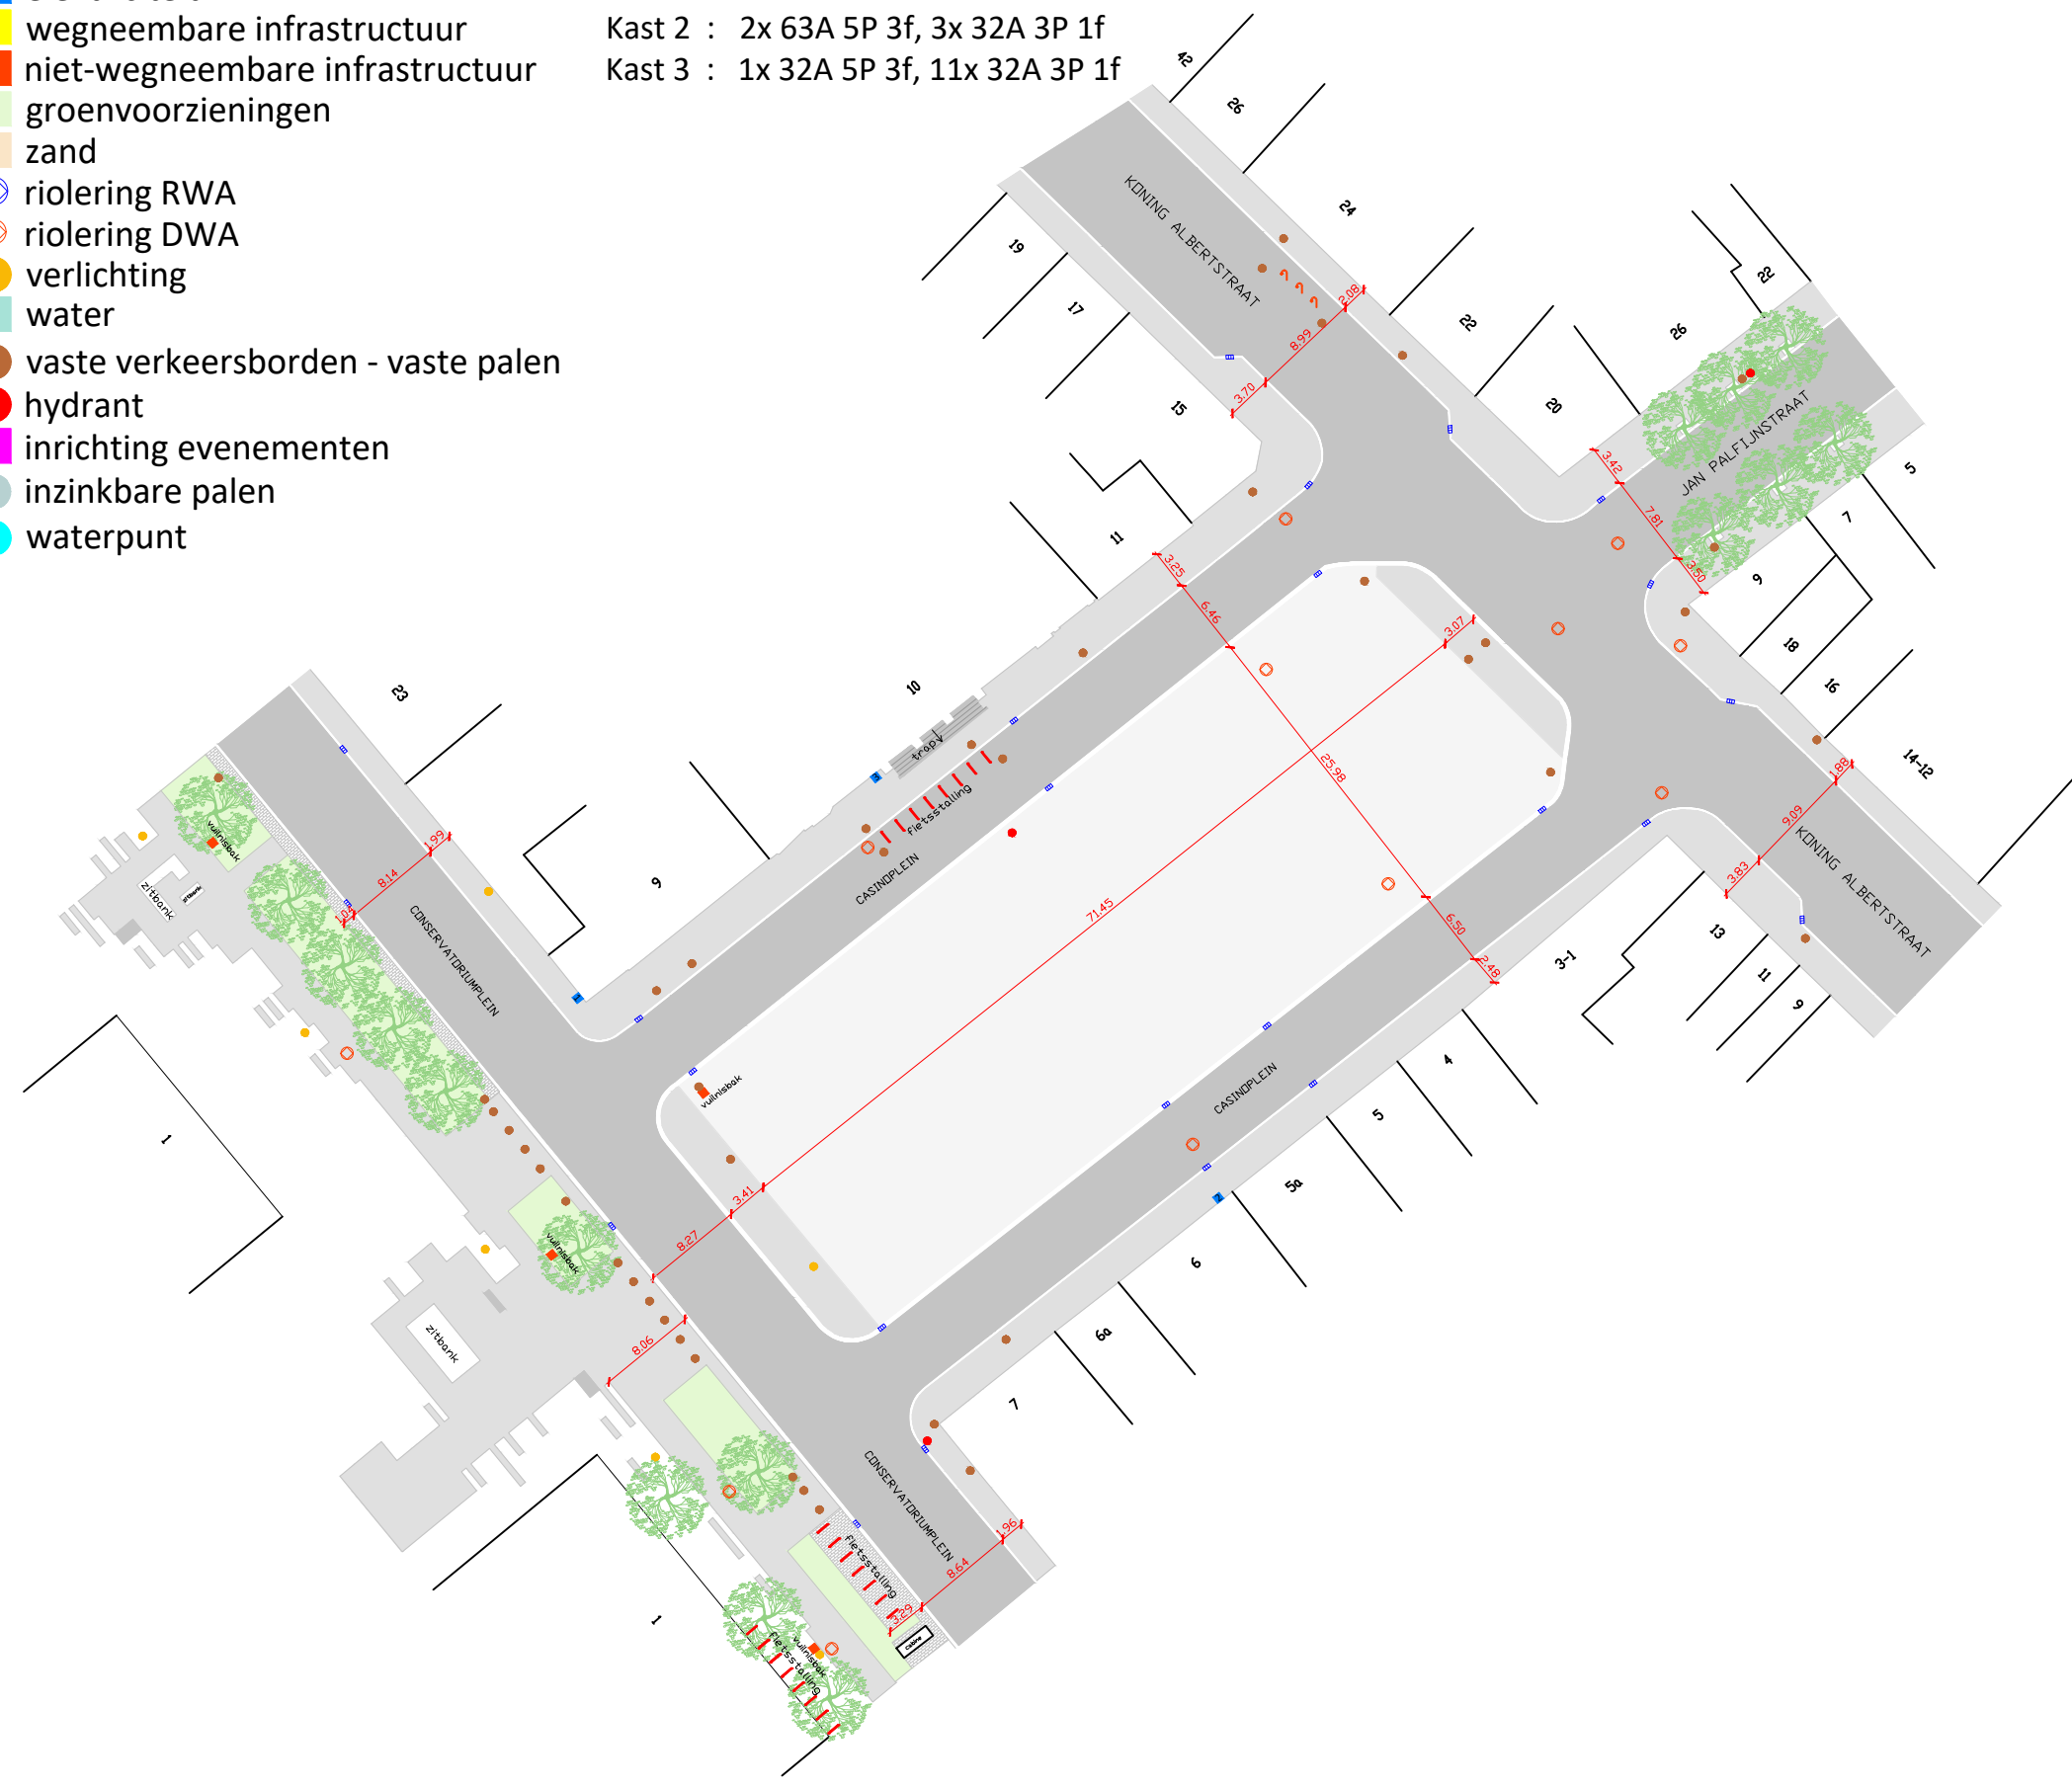 wegneembare infrastructuur
niet-wegneembare infrastructuur
groenvoorzieningen
zand
riolering RWA
riolering DWA
verlichting
water
vaste verkeersborden - vaste palen
hydrant
inrichting evenementen
inzinkbare palen
waterpunt
Kast 2 : 2x 63A 5P 3f, 3x 32A 3P 1f
Kast 3 : 1x 32A 5P 3f, 11x 32A 3P 1f
42
26
24
22
20
19
17
15
11
KONING ALBERTSTRAAT
2.08
8.99
3.70
22
26
JAN PALFIJNSTRAAT
3.42
7.81
3.50
5
7
9
18
16
14-12
1.88
9.09
3.83
KONING ALBERTSTRAAT
13
11
9
3-1
3.25
6.46
25.98
6.50
2.48
3.07
71.45
3.41
8.27
10
trap
fietsstalling
CASINOPLEIN
23
9
1.99
8.14
CONSERVATORIUMPLEIN
vuilnisbak
zitbank
zitbank
1
vuilnisbak
CASINOPLEIN
4
5
5a
6
6a
7
vuilnisbak
zitbank
8.06
CONSERVATORIUMPLEIN
1.96
8.64
3.29
fietsstalling
cabine
vuilnisbak
fietsstalling
1